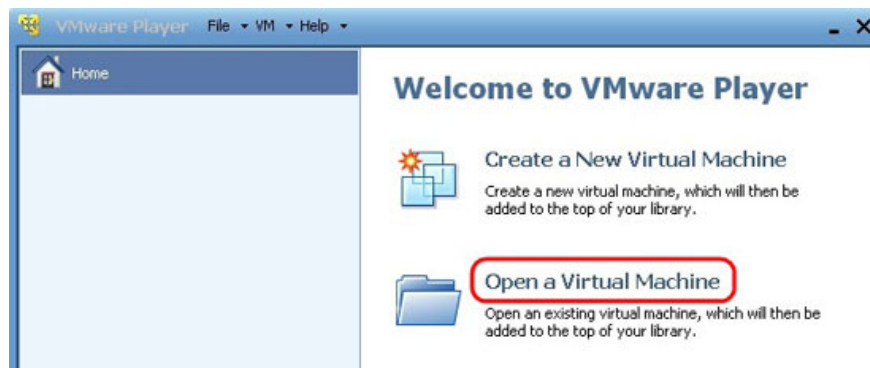 VMware Player File VM Help
Home
Welcome to VMware Player
Create a New Virtual Machine
Create a new virtual machine, which will then be
added to the top of your library.
Open a Virtual Machine
Open an existing virtual machine, which will then be
added to the top of your library.